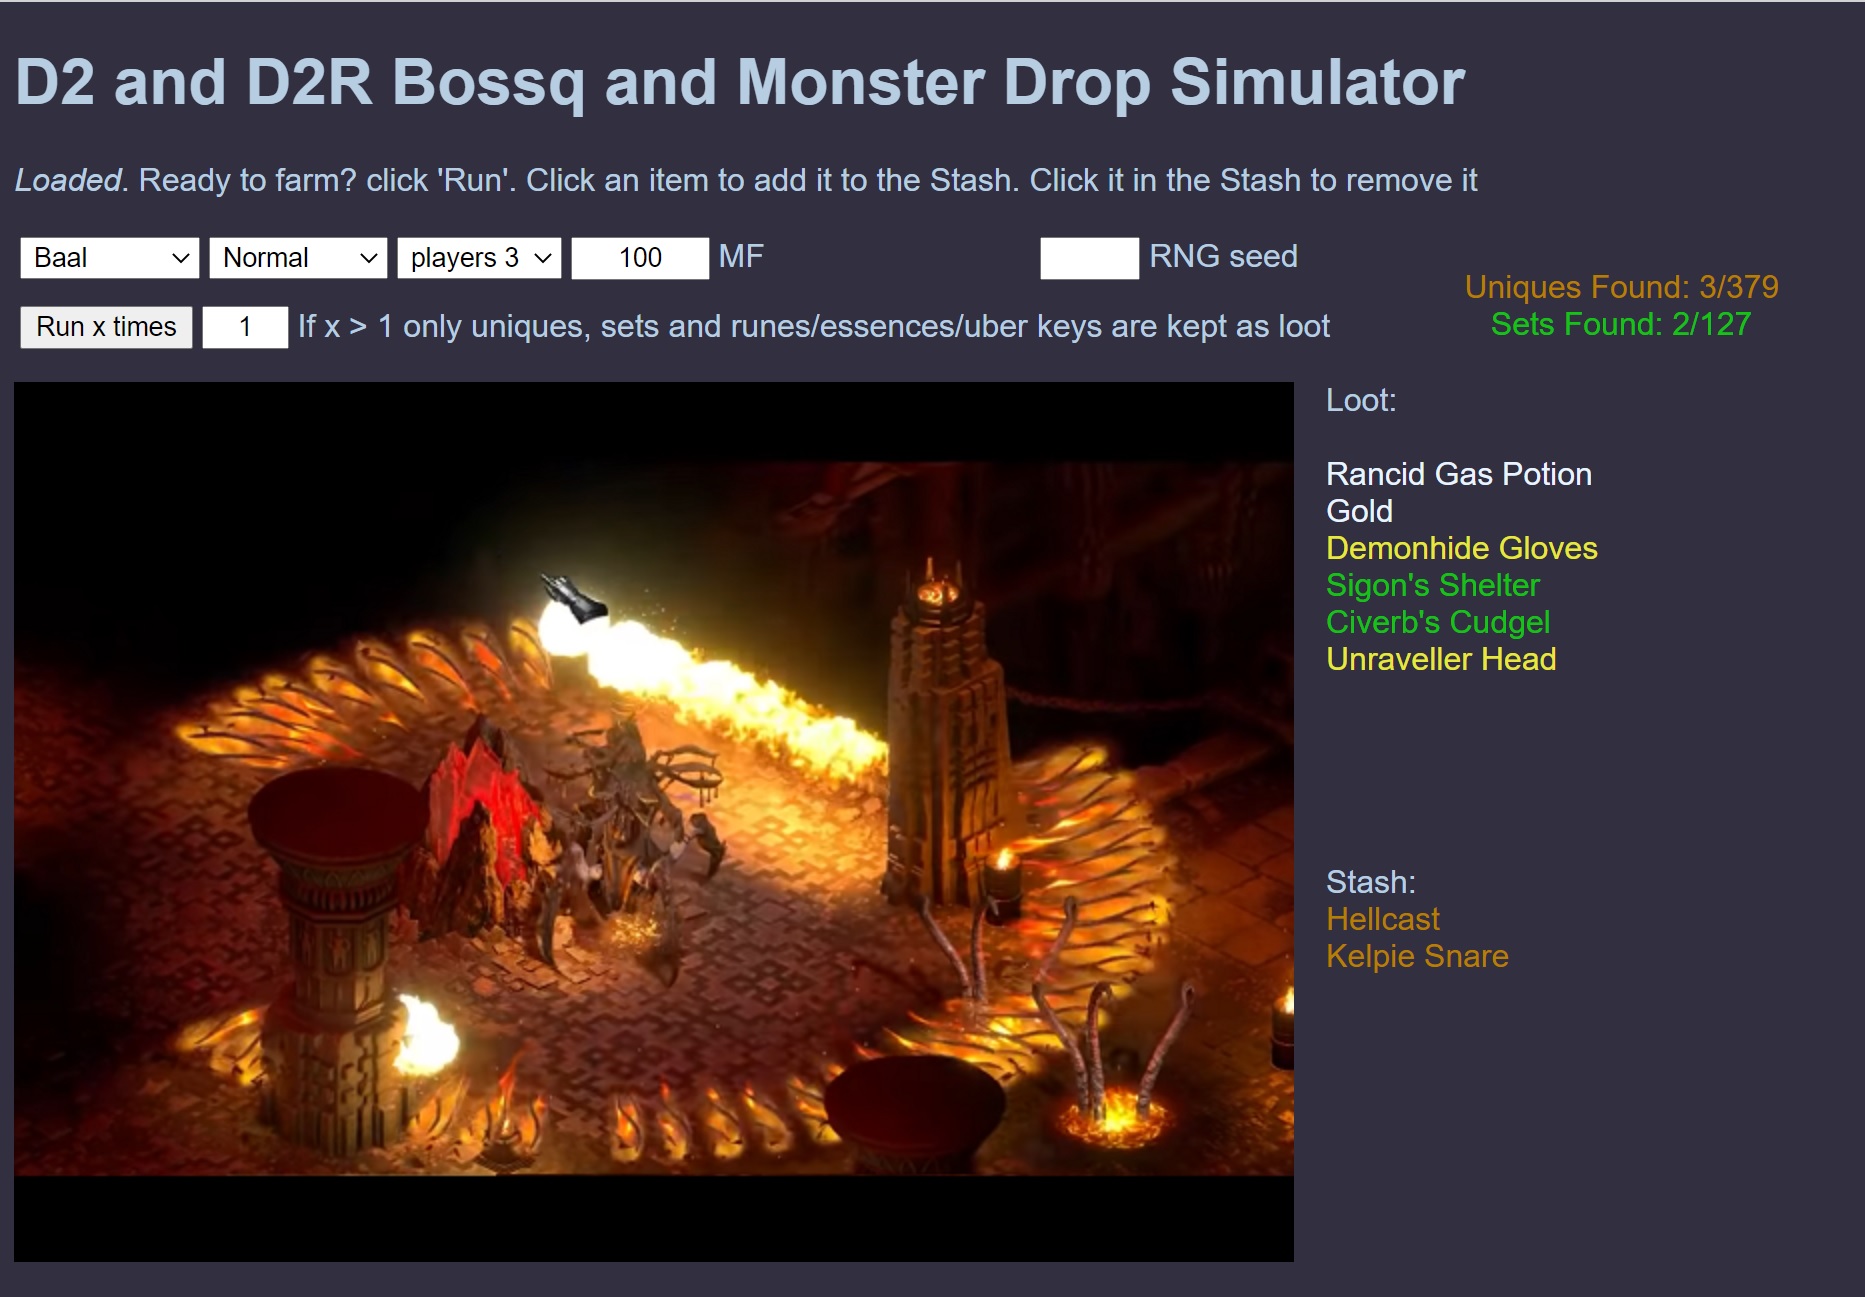 D2 and D2R Bossq and Monster Drop Simulator
Loaded. Ready to farm? click 'Run'. Click an item to add it to the Stash. Click it in the Stash to remove it
Baal Normal players 3 100 MF RNG seed
Uniques Found: 3/379
Run x times 1 If x > 1 only uniques, sets and runes/essences/uber keys are kept as loot
Sets Found: 2/127
Loot:
Rancid Gas Potion
Gold
Demonhide Gloves
Sigon's Shelter
Civerb's Cudgel
Unraveller Head
Stash:
Hellcast
Kelpie Snare